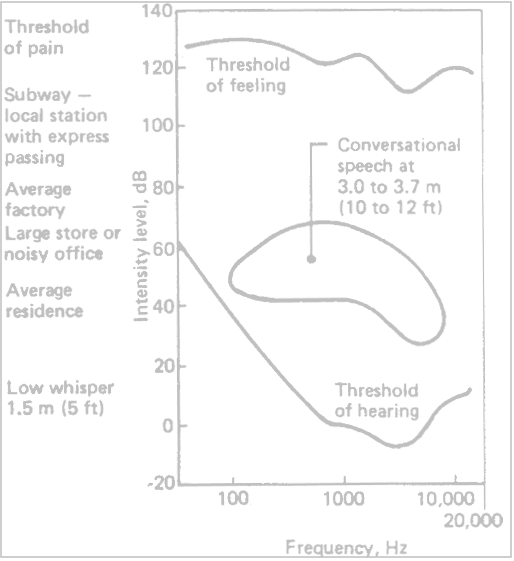 Threshold
of pain
Subway —
local station
with express
passing
Average
factory
Large store or
noisy office
Average
residence
Low whisper
1.5 m (5 ft)
Intensity level, dB
140
120
100
80
60
40
20
0
-20
Threshold
of feeling
Conversational
speech at
3.0 to 3.7 m
(10 to 12 ft)
Threshold
of hearing
100
1000
10,000
20,000
Frequency, Hz